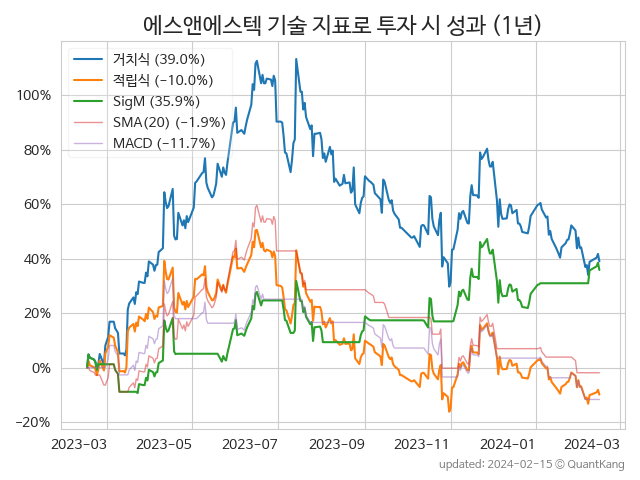 에스앤에스텍 기술 지표로 투자 시 성과 (1년)
거치식 (39.0%)
적립식 (−10.0%)
SigM (35.9%)
SMA(20) (−1.9%)
MACD (−11.7%)
100%
80%
60%
40%
20%
0%
−20%
2023-03 2023-05 2023-07 2023-09 2023-11 2024-01 2024-03
updated: 2024-02-15 © QuantKang